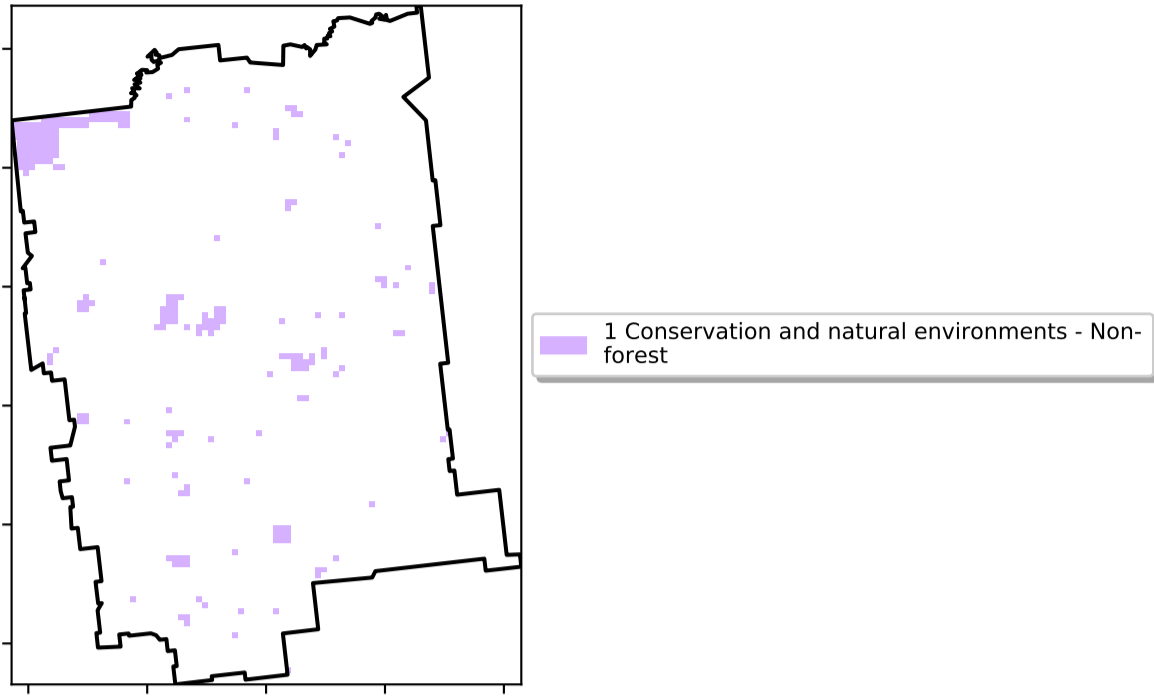 1 Conservation and natural environments - Non-
forest